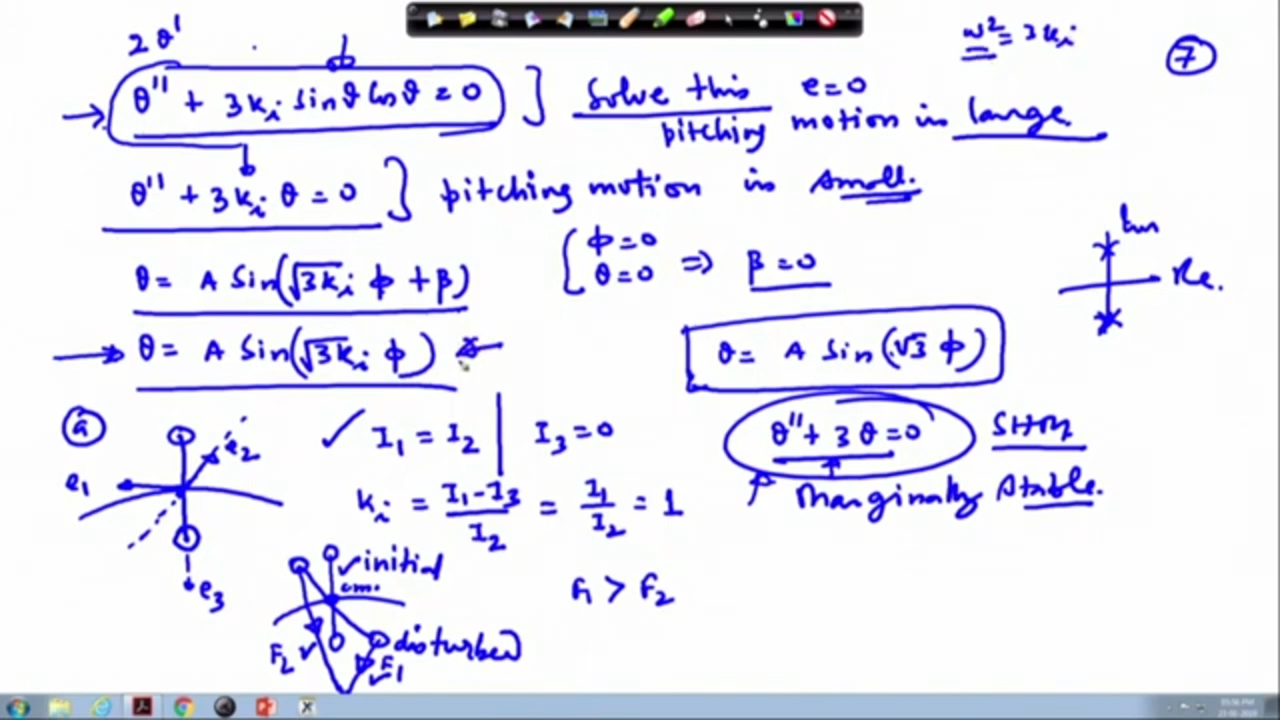 2θ'
ω² = 3kᵢ
7
θ'' + 3kᵢ sinθ cosθ = 0 ] Solve this e=0
pitching motion in large
θ'' + 3kᵢ θ = 0 ] pitching motion is small.
θ = A Sin(√3kᵢ ϕ + β)
ϕ=0
θ=0 ⇒ β=0
Im
Re.
θ = A Sin(√3kᵢ ϕ)
θ = A Sin(√3 ϕ)
a
e₁
e₂
e₃
✓ I₁ = I₂ | I₃=0
θ''+ 3θ=0 SHM
Marginally Stable.
kᵢ = (I₁-I₃)/I₂ = I₁/I₂ = 1
initial
cm.
F₁ > F₂
disturbed
F₂
F₁